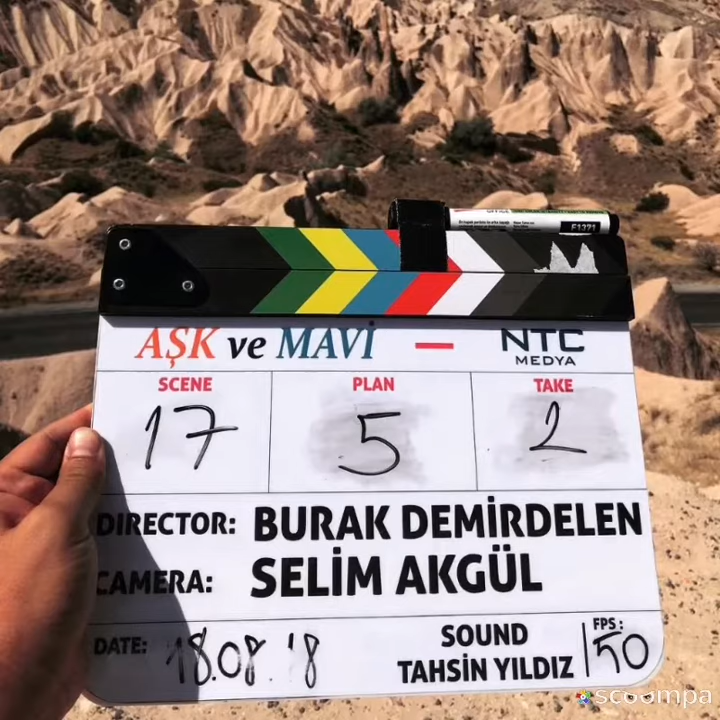 F1321
AŞK ve MAVİ — NTC
MEDYA
SCENE PLAN TAKE
17 5 2
DIRECTOR: BURAK DEMİRDELEN
CAMERA: SELİM AKGÜL
DATE: 18.08.'18
SOUND
TAHSİN YILDIZ
FPS: 50
scoompa